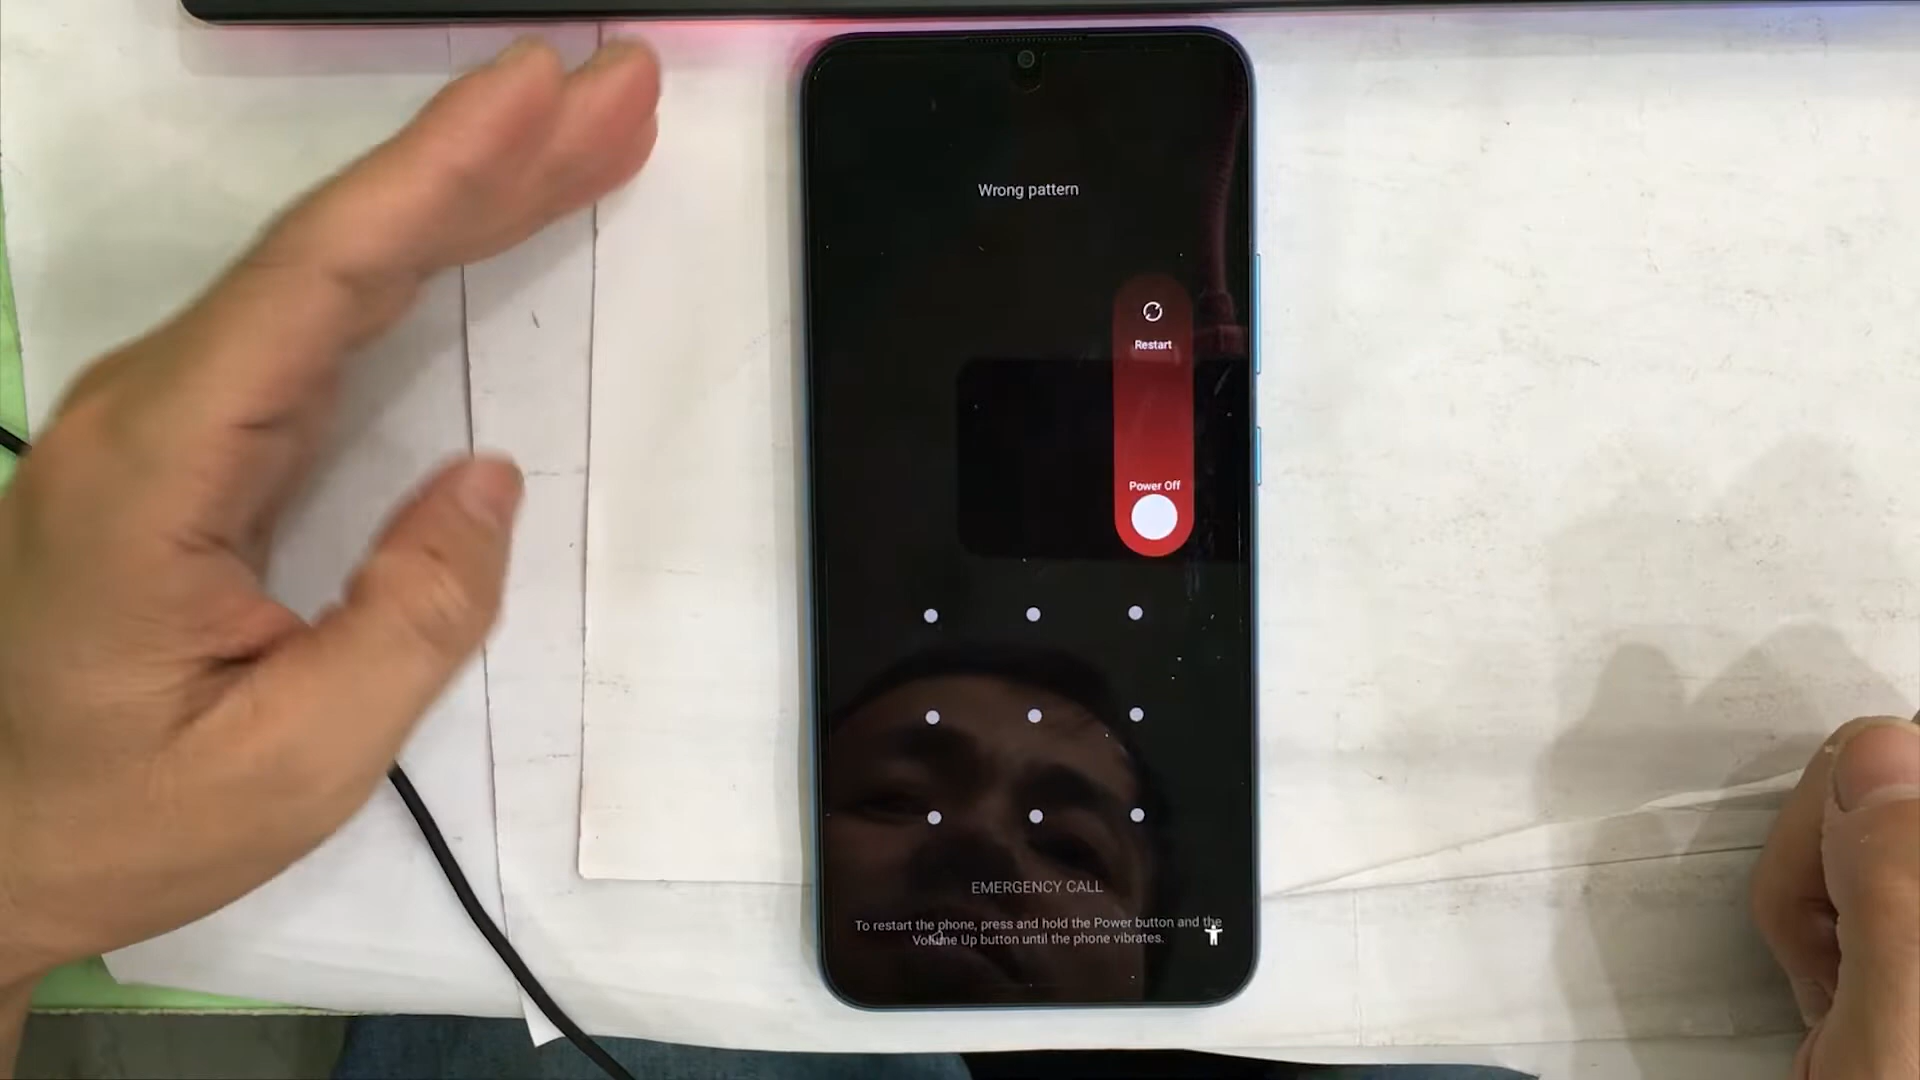 Wrong pattern
Restart
Power Off
EMERGENCY CALL
To restart the phone, press and hold the Power button and the
Volume Up button until the phone vibrates.